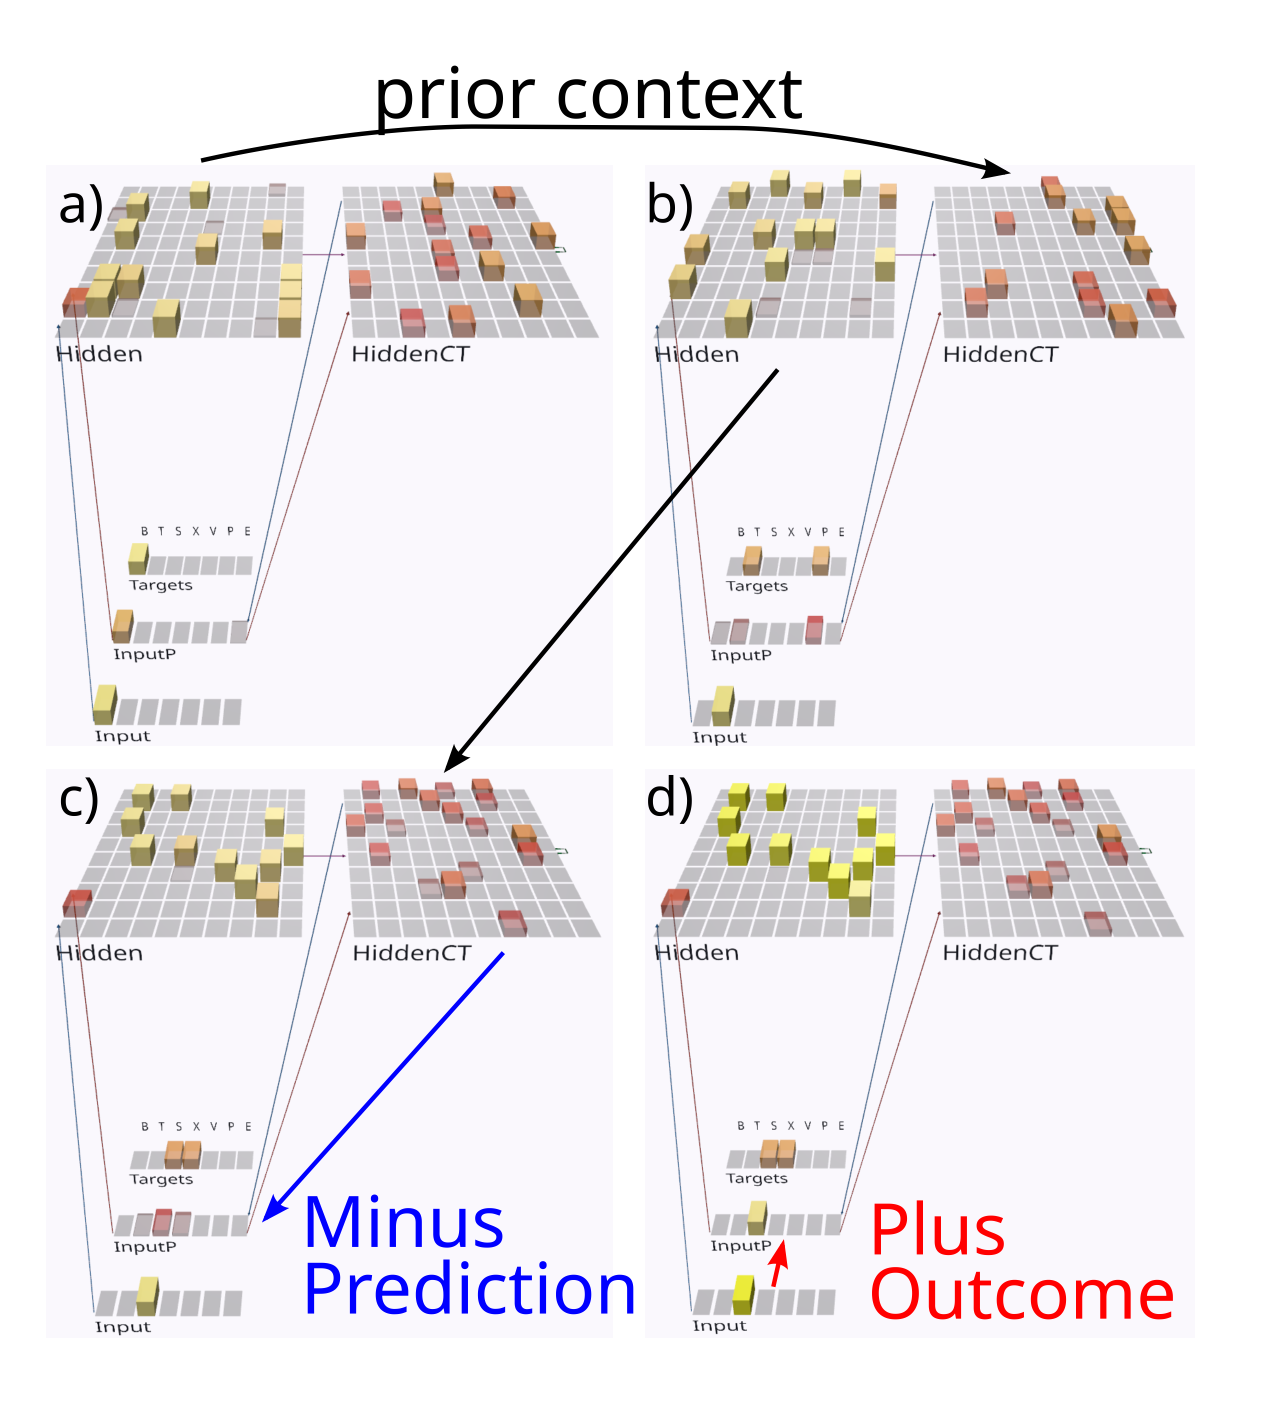 prior context
a)
b)
Hidden
HiddenCT
Hidden
HiddenCT
B T S X V P E
Targets
InputP
Input
B T S X V P E
Targets
InputP
Input
c)
d)
Hidden
HiddenCT
Hidden
HiddenCT
B T S X V P E
Targets
InputP
Input
Minus
Prediction
B T S X V P E
Targets
InputP
Input
Plus
Outcome